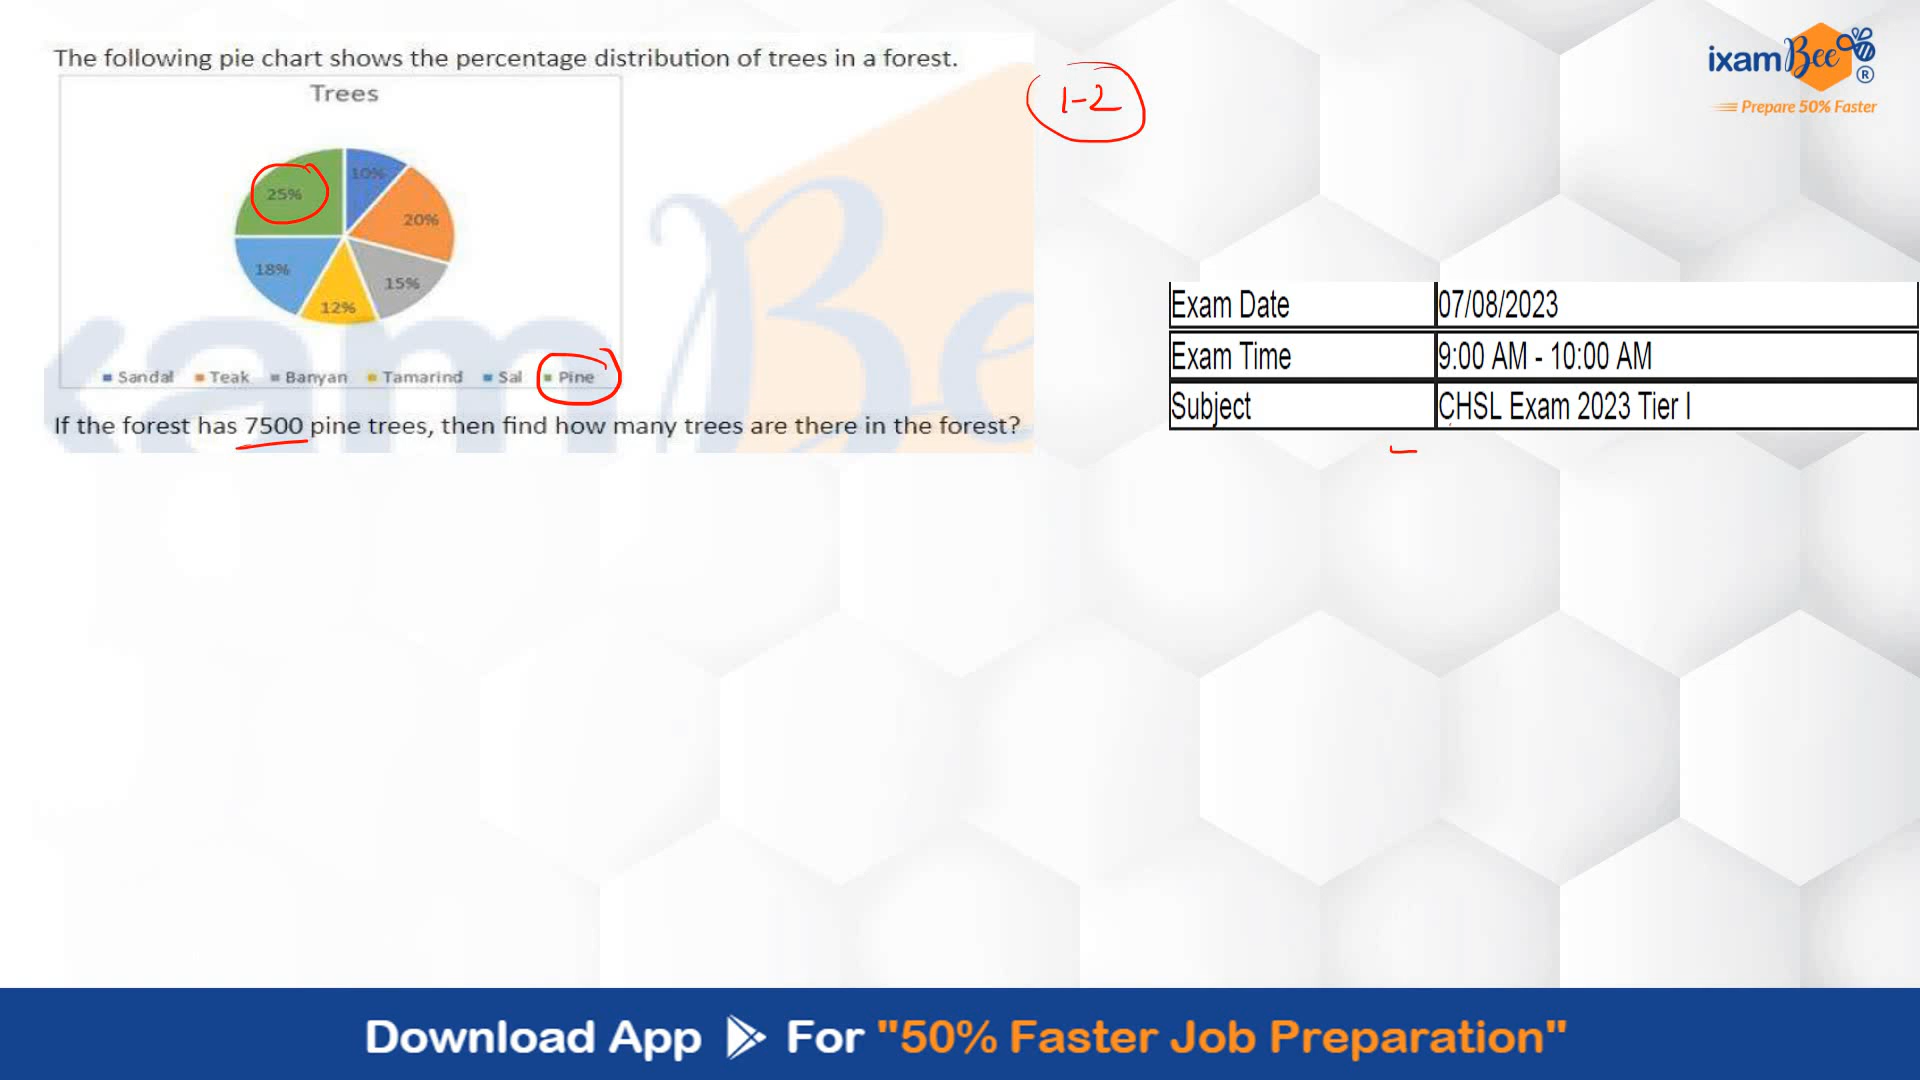 The following pie chart shows the percentage distribution of trees in a forest.
Trees
10%
20%
15%
12%
18%
25%
Sandal Teak Banyan Tamarind Sal Pine
If the forest has 7500 pine trees, then find how many trees are there in the forest?
1-2
ixamBee
®
Prepare 50% Faster
Exam Date 07/08/2023
Exam Time 9:00 AM - 10:00 AM
Subject CHSL Exam 2023 Tier I
Download App For "50% Faster Job Preparation"